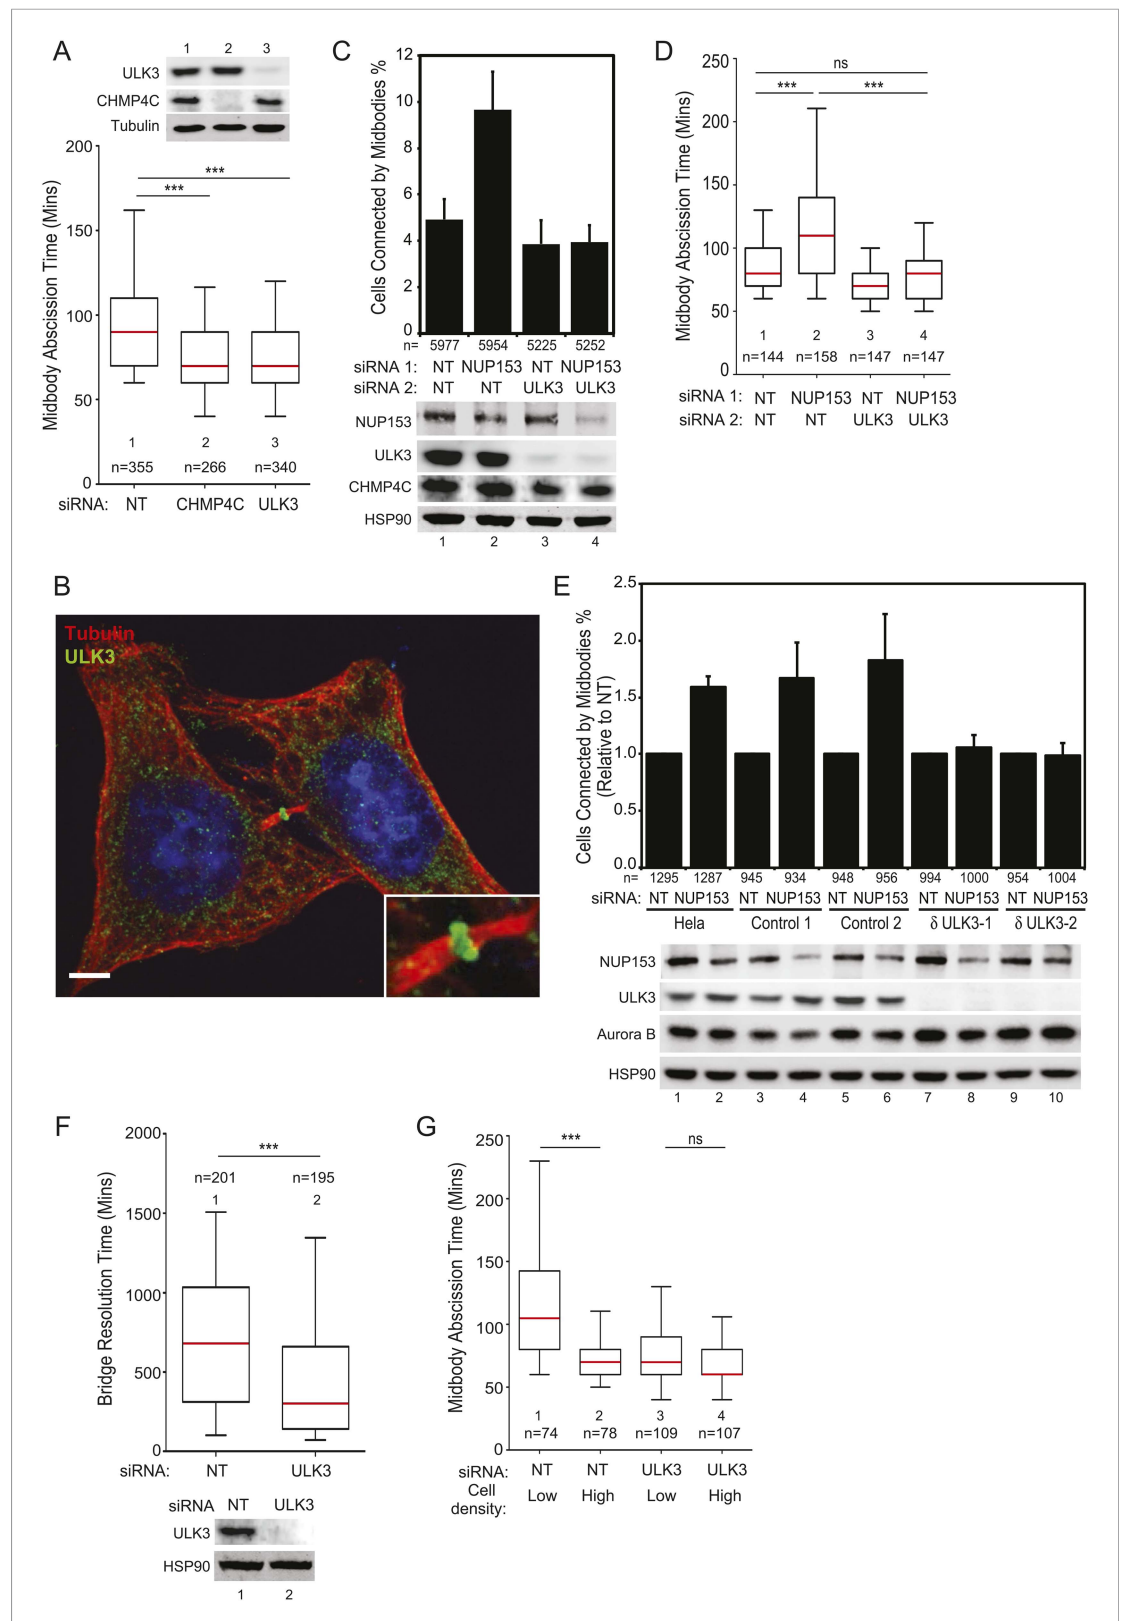 A
1 2 3
ULK3
CHMP4C
Tubulin
Midbody Abscission Time (Mins)
200
150
100
50
0
***
***
1 2 3
n=355 n=266 n=340
siRNA: NT CHMP4C ULK3
C
Cells Connected by Midbodies %
12
10
8
6
4
2
0
n= 5977 5954 5225 5252
siRNA 1: NT NUP153 NT NUP153
siRNA 2: NT NT ULK3 ULK3
NUP153
ULK3
CHMP4C
HSP90
1 2 3 4
D
Midbody Abscission Time (Mins)
250
200
150
100
50
0
ns
*** ***
1 2 3 4
n=144 n=158 n=147 n=147
siRNA 1: NT NUP153 NT NUP153
siRNA 2: NT NT ULK3 ULK3
B
Tubulin
ULK3
E
Cells Connected by Midbodies %
(Relative to NT)
2.5
2.0
1.5
1.0
0.5
0.0
n= 1295 1287 945 934 948 956 994 1000 954 1004
siRNA: NT NUP153 NT NUP153 NT NUP153 NT NUP153 NT NUP153
Hela Control 1 Control 2 δ ULK3-1 δ ULK3-2
NUP153
ULK3
Aurora B
HSP90
1 2 3 4 5 6 7 8 9 10
F
Bridge Resolution Time (Mins)
2000
1500
1000
500
0
***
n=201 n=195
1 2
siRNA: NT ULK3
siRNA NT ULK3
ULK3
HSP90
1 2
G
Midbody Abscission Time (Mins)
250
200
150
100
50
0
*** ns
1 2 3 4
n=74 n=78 n=109 n=107
siRNA: NT NT ULK3 ULK3
Cell
density: Low High Low High